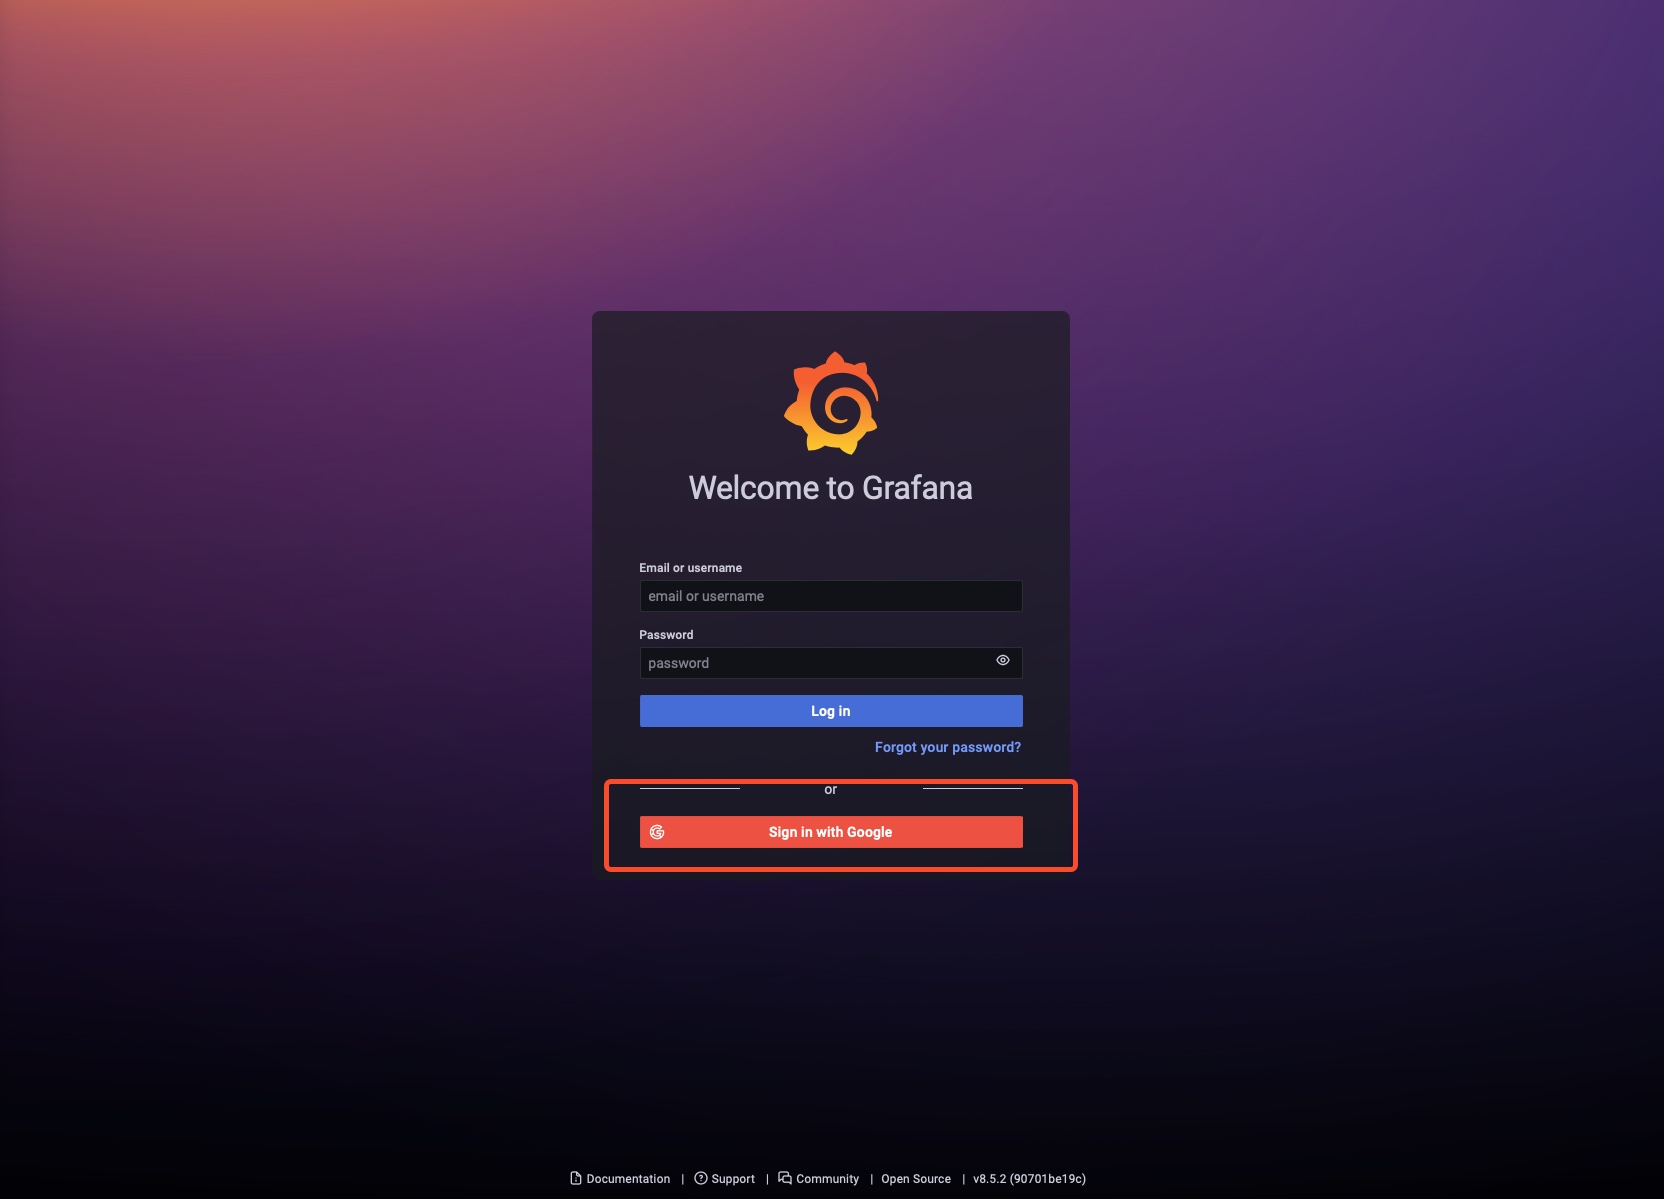 Welcome to Grafana
Email or username
email or username
Password
password
Log in
Forgot your password?
or
Sign in with Google
Documentation | Support | Community | Open Source | v8.5.2 (90701be19c)